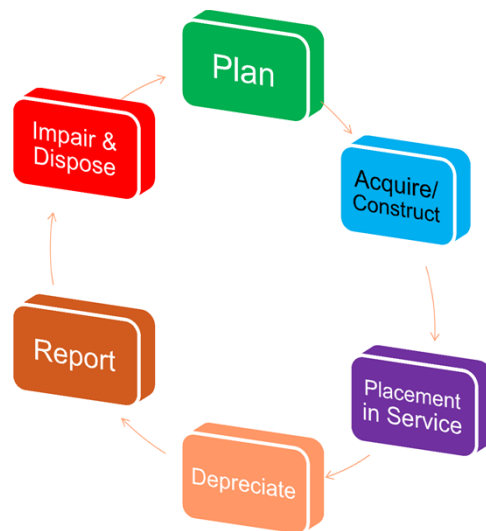 Plan
Acquire/
Construct
Placement
in Service
Depreciate
Report
Impair &
Dispose